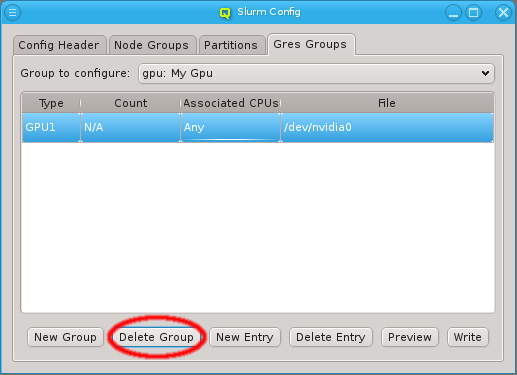 Slurm Config
Config Header Node Groups Partitions Gres Groups
Group to configure: gpu: My Gpu
Type Count Associated CPUs File
GPU1 N/A Any /dev/nvidia0
New Group Delete Group New Entry Delete Entry Preview Write